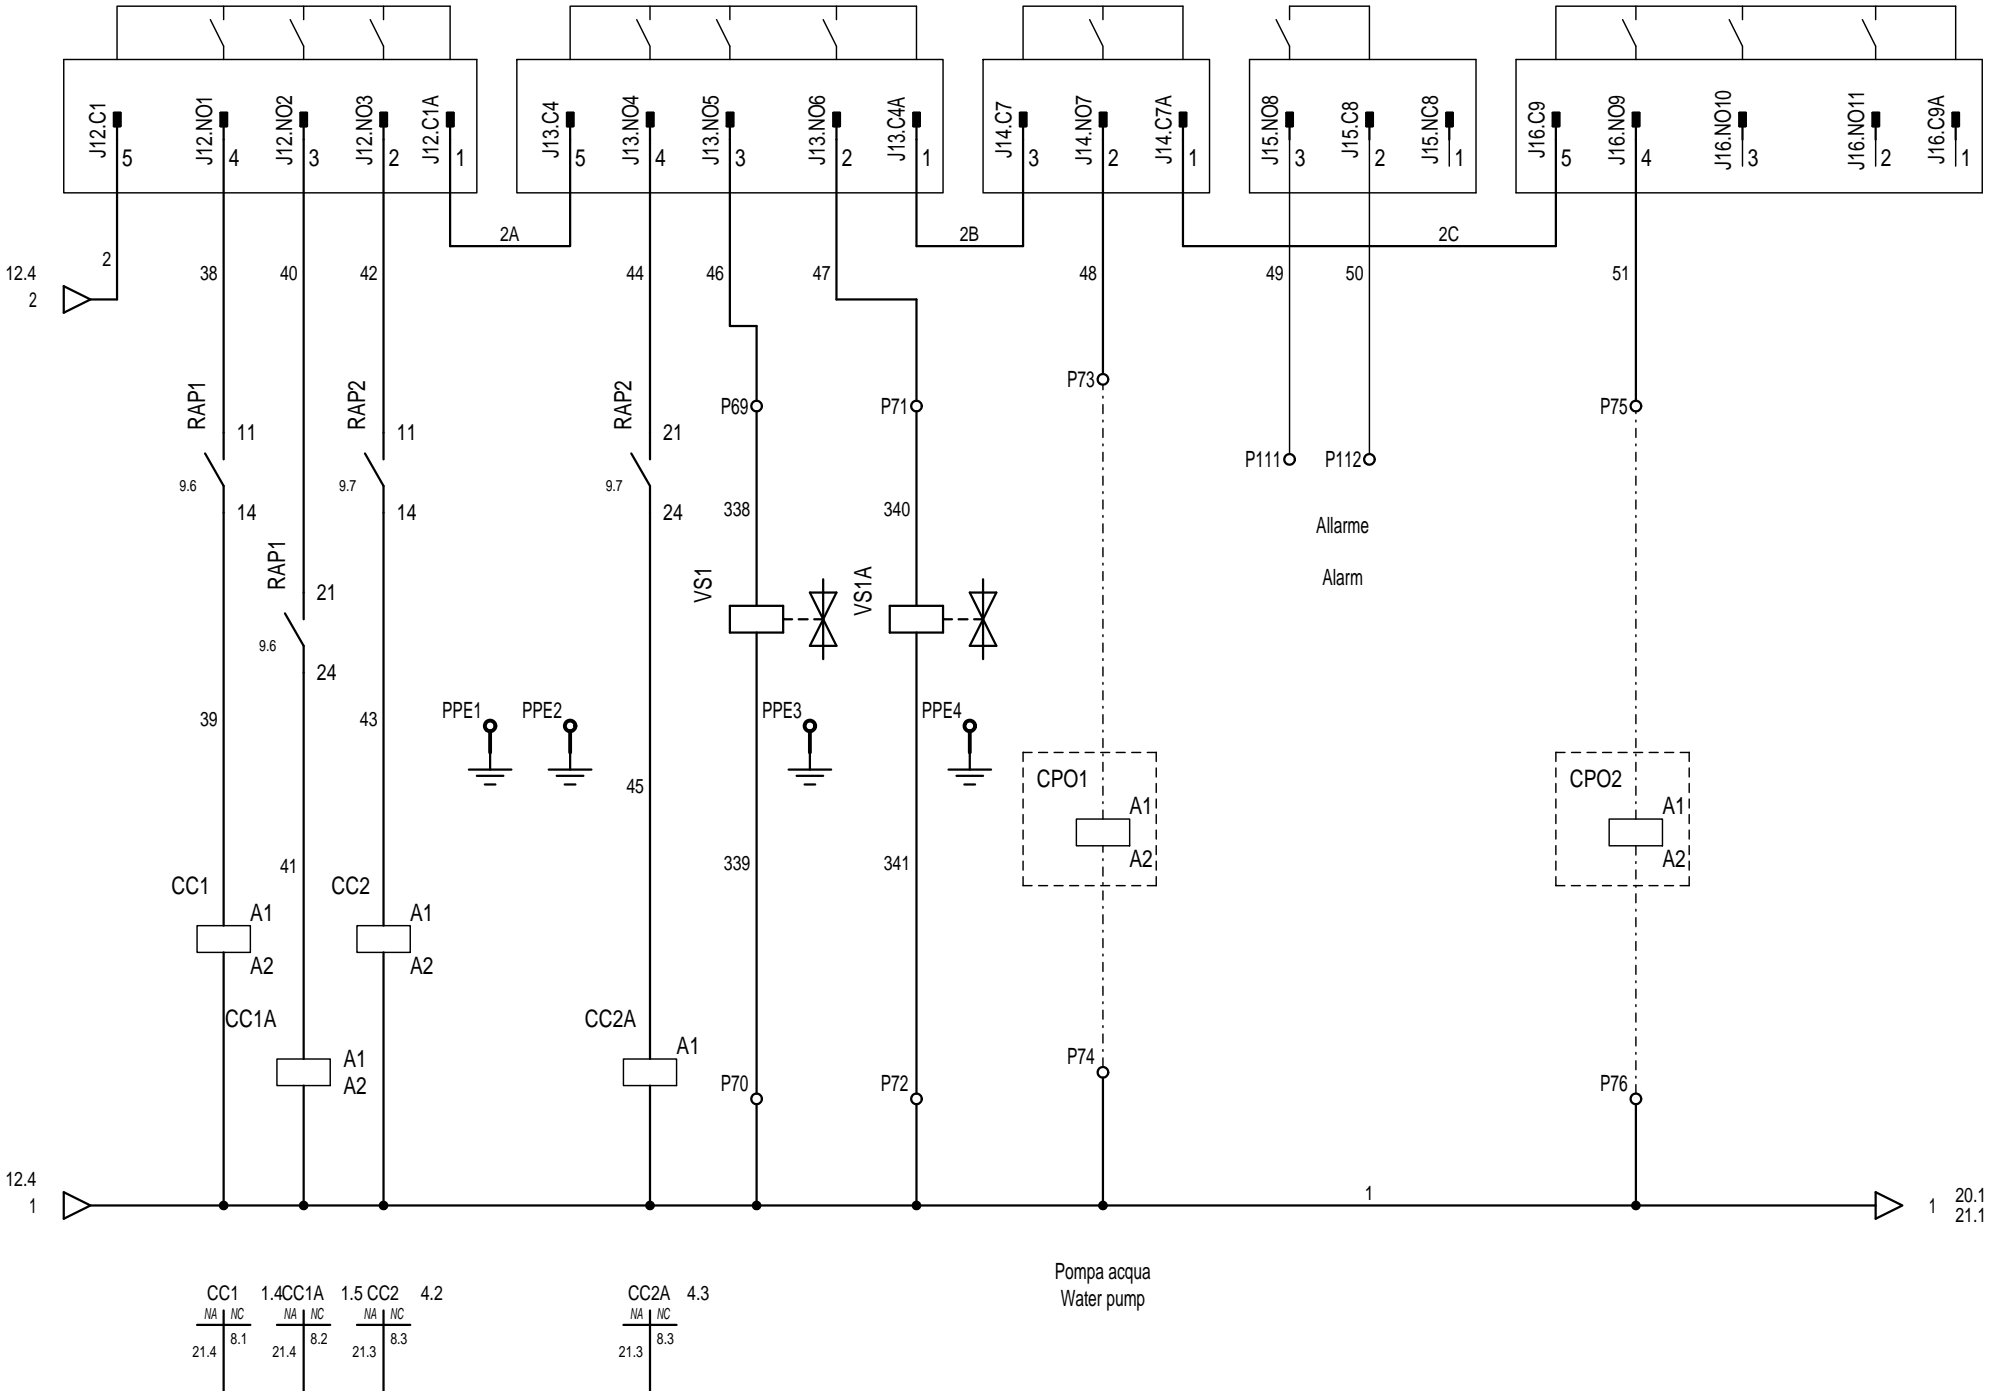 J12.C1 5
J12.NO1 4
J12.NO2 3
J12.NO3 2
J12.C1A 1
J13.C4 5
J13.NO4 4
J13.NO5 3
J13.NO6 2
J13.C4A 1
J14.C7 3
J14.NO7 2
J14.C7A 1
J15.NO8 3
J15.C8 2
J15.NC8 1
J16.C9 5
J16.NO9 4
J16.NO10 3
J16.NO11 2
J16.C9A 1
2A
2B
2C
12.4
2
2
38
40
42
44
46
47
48
49
50
51
RAP1
11
9.6
14
RAP2
11
9.7
14
RAP2
21
9.7
24
P69
P71
P73
P75
P111
P112
338
340
Allarme
Alarm
RAP1
21
9.6
24
VS1
VS1A
39
43
PPE1
PPE2
PPE3
PPE4
45
CPO1
A1
A2
CPO2
A1
A2
41
339
341
CC1
A1
A2
CC2
A1
A2
CC1A
A1
A2
CC2A
A1
P70
P72
P74
P76
12.4
1
1
1
20.1
21.1
Pompa acqua
Water pump
CC1 1.4
NA NC
8.1
21.4
CC1A 1.5
NA NC
8.2
21.4
CC2 4.2
NA NC
8.3
21.3
CC2A 4.3
NA NC
8.3
21.3